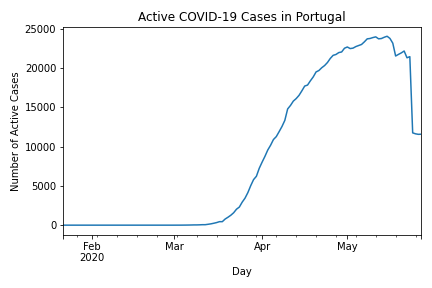 Active COVID-19 Cases in Portugal
Number of Active Cases
25000
20000
15000
10000
5000
0
Feb
2020
Mar
Apr
May
Day